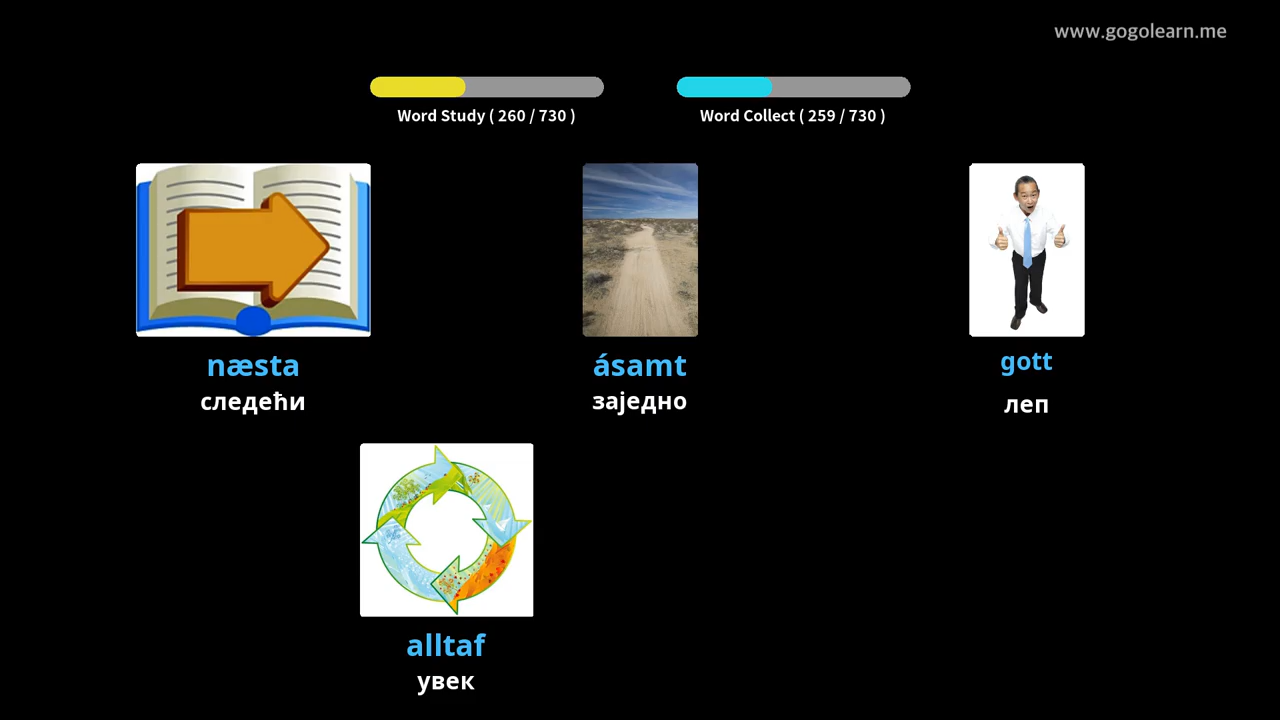 www.gogolearn.me
Word Study ( 260 / 730 )
Word Collect ( 259 / 730 )
næsta
следећи
ásamt
заједно
gott
леп
alltaf
увек